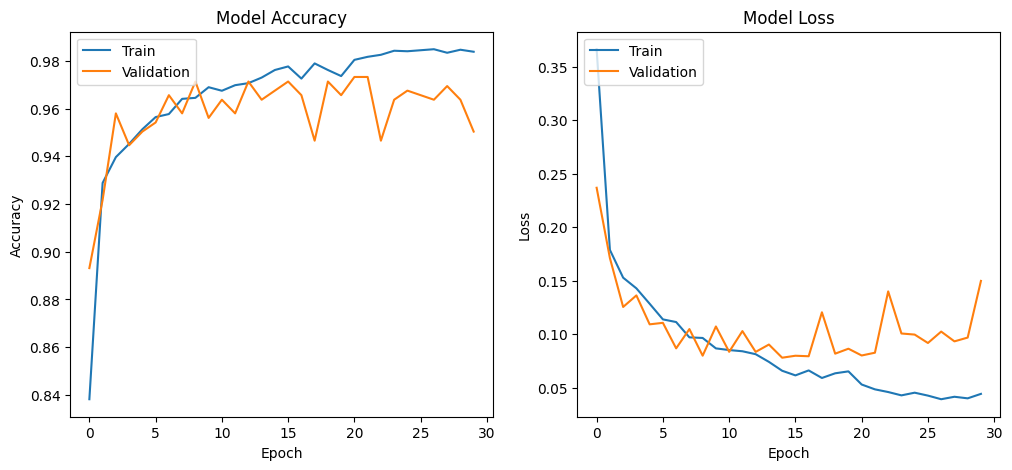 Model Accuracy
Train
Validation
0.98
0.96
0.94
0.92
0.90
0.88
0.86
0.84
Accuracy
0
5
10
15
20
25
30
Epoch
Model Loss
Train
Validation
0.35
0.30
0.25
0.20
0.15
0.10
0.05
Loss
0
5
10
15
20
25
30
Epoch